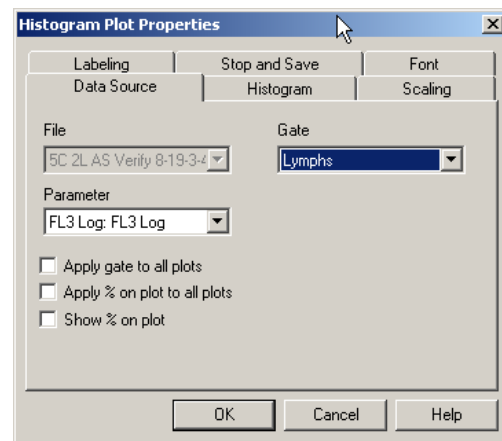 Histogram Plot Properties
Labeling Stop and Save Font
Data Source Histogram Scaling
File Gate
5C 2L AS Verify 8-19-3-4 Lymphs
Parameter
FL3 Log: FL3 Log
Apply gate to all plots
Apply % on plot to all plots
Show % on plot
OK Cancel Help